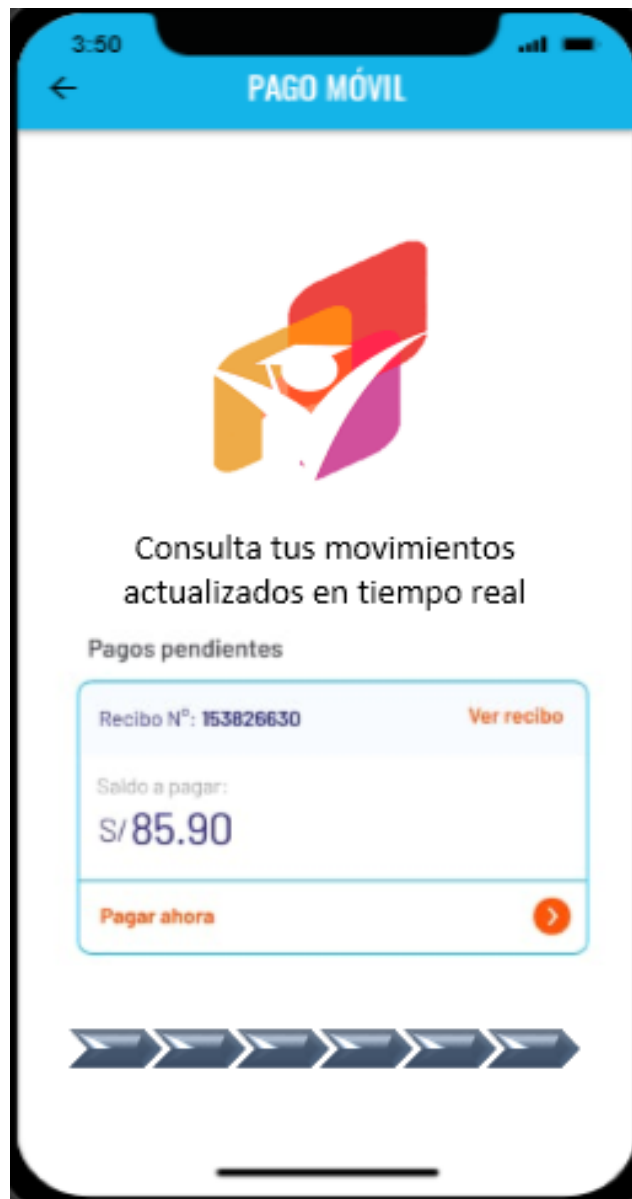 3:50
PAGO MÓVIL
Consulta tus movimientos
actualizados en tiempo real
Pagos pendientes
Recibo N°: 153826630 Ver recibo
Saldo a pagar:
S/ 85.90
Pagar ahora